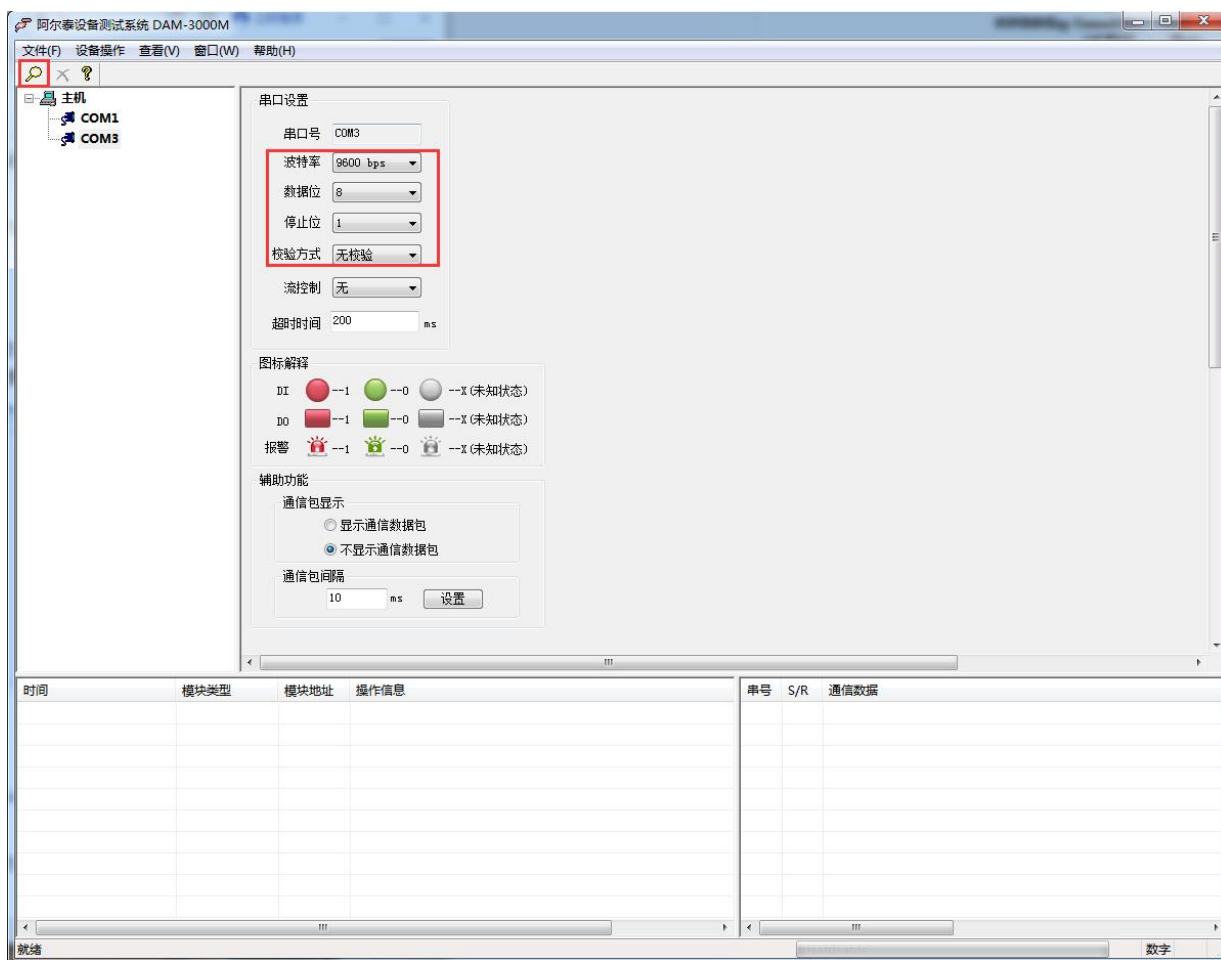 阿尔泰设备测试系统 DAM-3000M
文件(F) 设备操作 查看(V) 窗口(W) 帮助(H)
主机
COM1
COM3
串口设置
串口号 COM3
波特率 9600 bps
数据位 8
停止位 1
校验方式 无校验
流控制 无
超时时间 200 ms
图标解释
DI --1 --0 --X(未知状态)
DO --1 --0 --X(未知状态)
报警 --1 --0 --X(未知状态)
辅助功能
通信包显示
显示通信数据包
不显示通信数据包
通信包间隔
10 ms 设置
时间 模块类型 模块地址 操作信息 串号 S/R 通信数据
就绪 数字